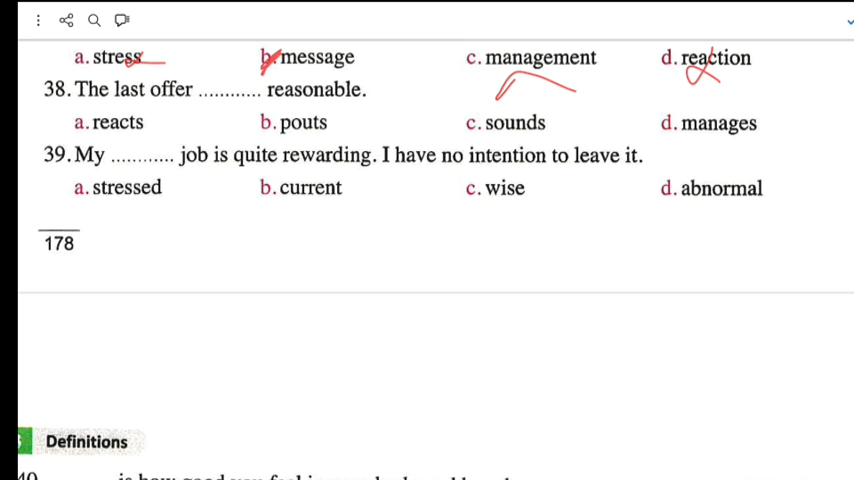 a. stress b. message c. management d. reaction
38. The last offer ............ reasonable.
a. reacts b. pouts c. sounds d. manages
39. My ............ job is quite rewarding. I have no intention to leave it.
a. stressed b. current c. wise d. abnormal
178
Definitions